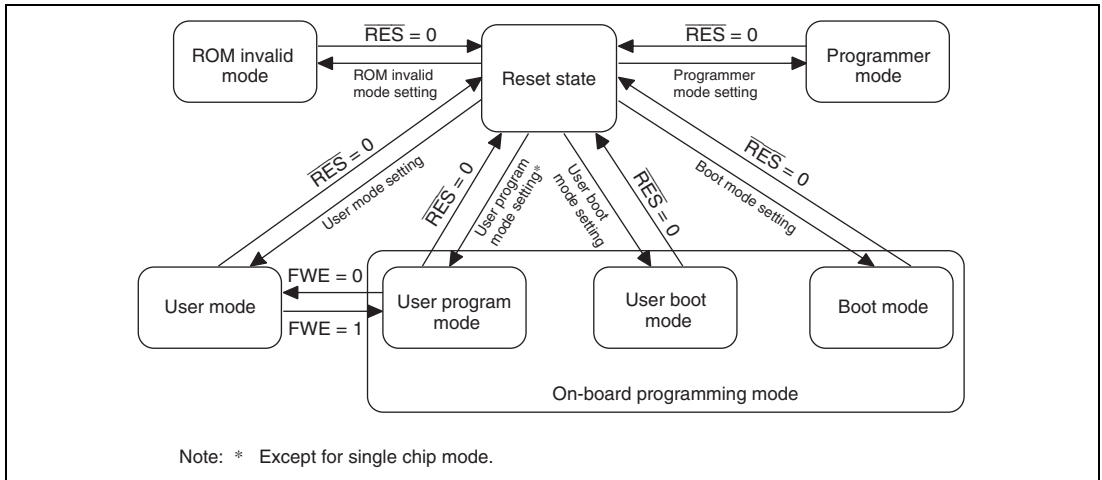 RES = 0
RES = 0
ROM invalid
mode
Reset state
Programmer
mode
ROM invalid
mode setting
Programmer
mode setting
RES = 0
User mode setting
RES = 0
User program
mode setting*
User boot
mode setting
RES = 0
Boot mode setting
RES = 0
FWE = 0
User mode
User program
mode
User boot
mode
Boot mode
FWE = 1
On-board programming mode
Note: * Except for single chip mode.